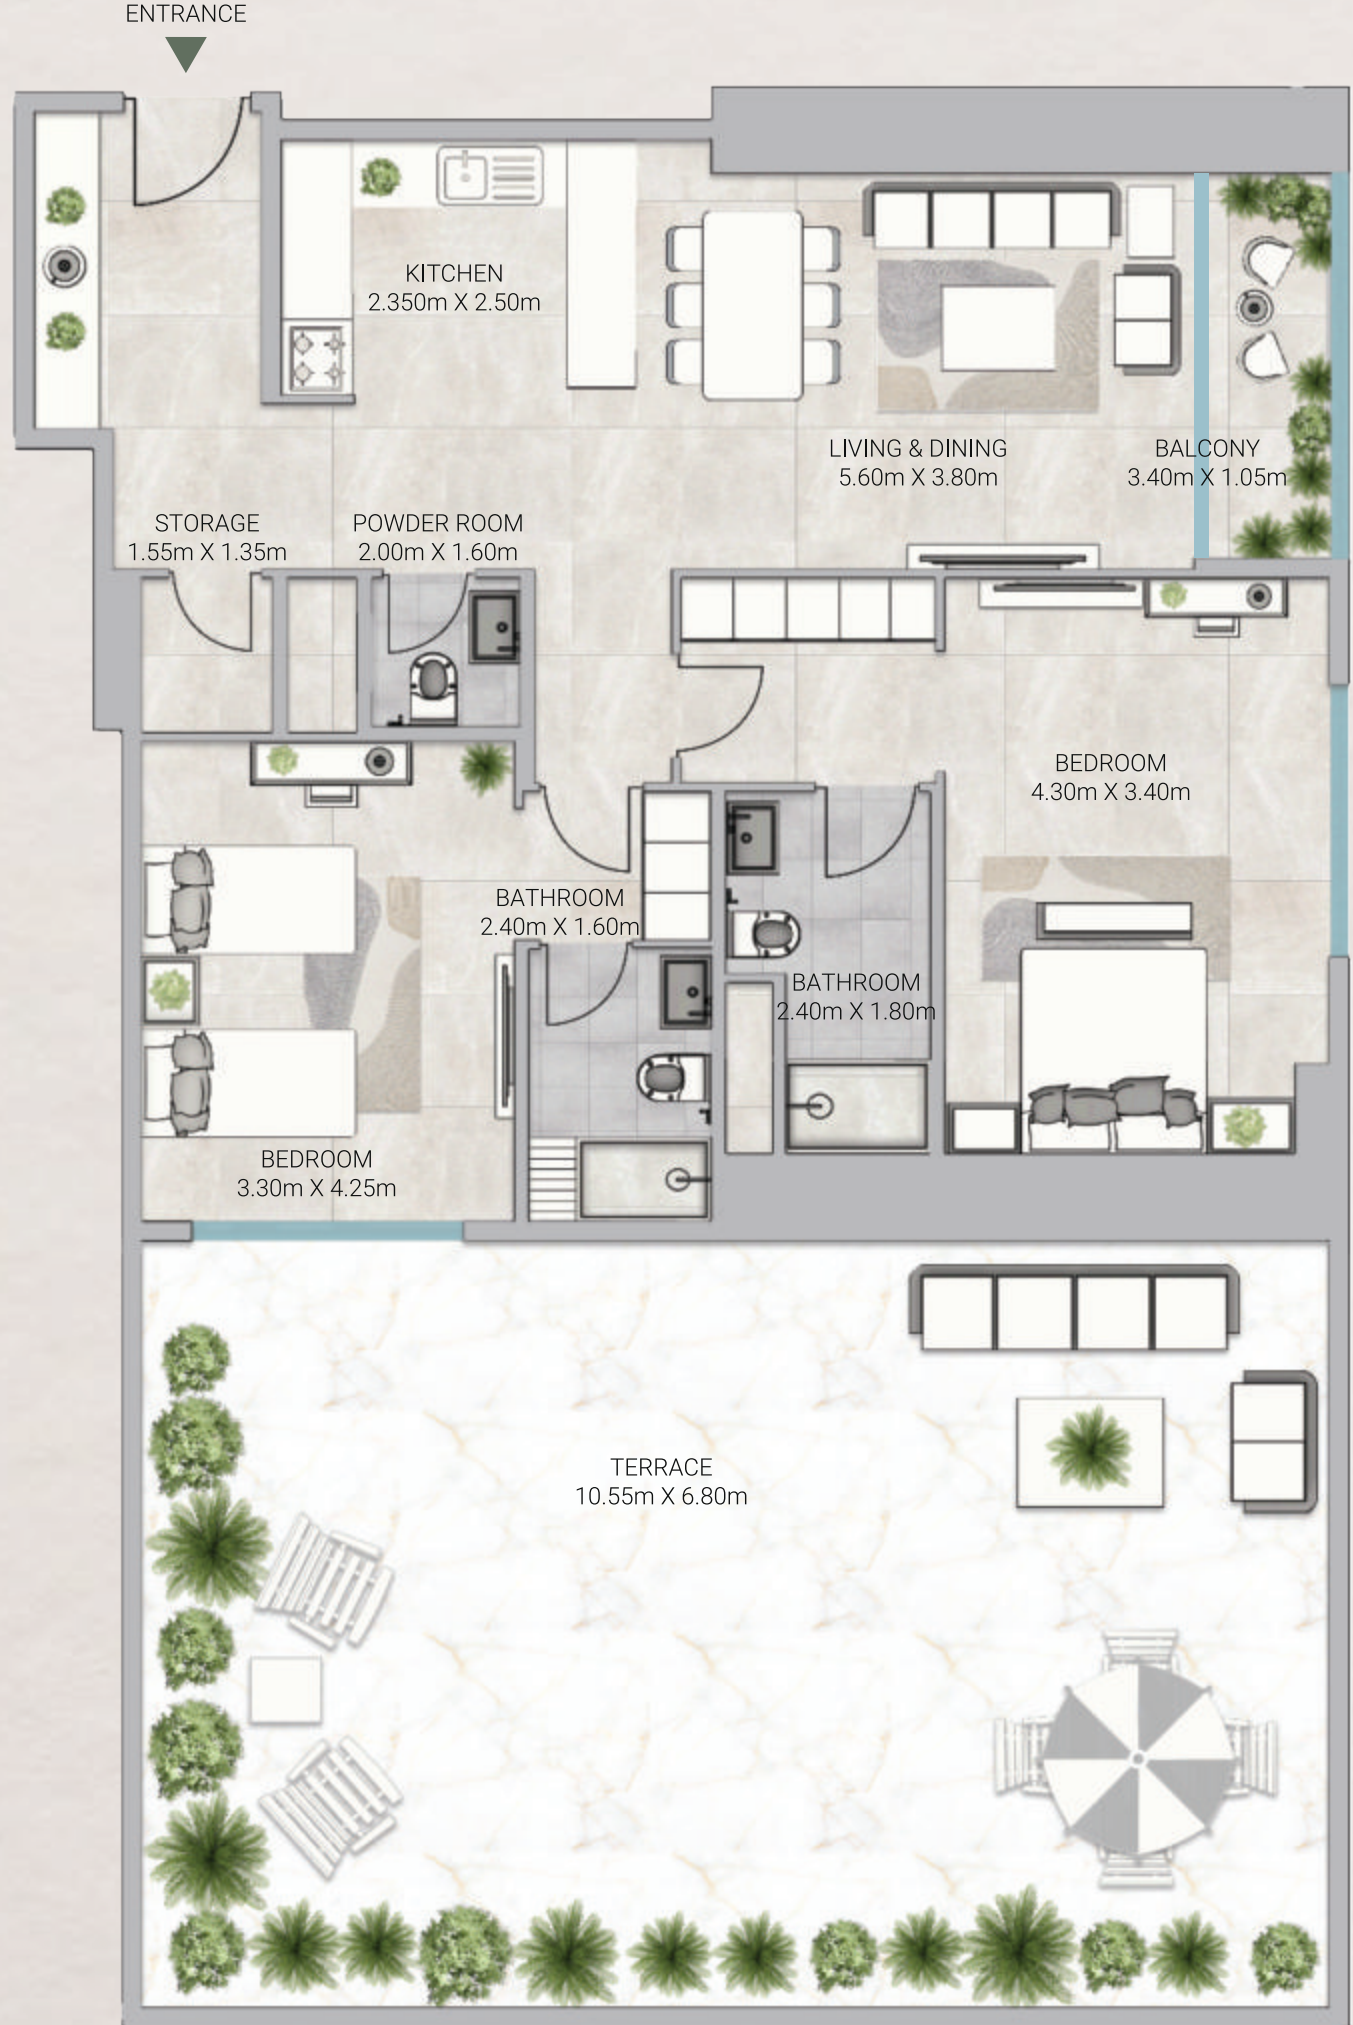 ENTRANCE
KITCHEN
2.350m X 2.50m
LIVING & DINING
5.60m X 3.80m
BALCONY
3.40m X 1.05m
STORAGE
1.55m X 1.35m
POWDER ROOM
2.00m X 1.60m
BEDROOM
4.30m X 3.40m
BATHROOM
2.40m X 1.60m
BATHROOM
2.40m X 1.80m
BEDROOM
3.30m X 4.25m
TERRACE
10.55m X 6.80m